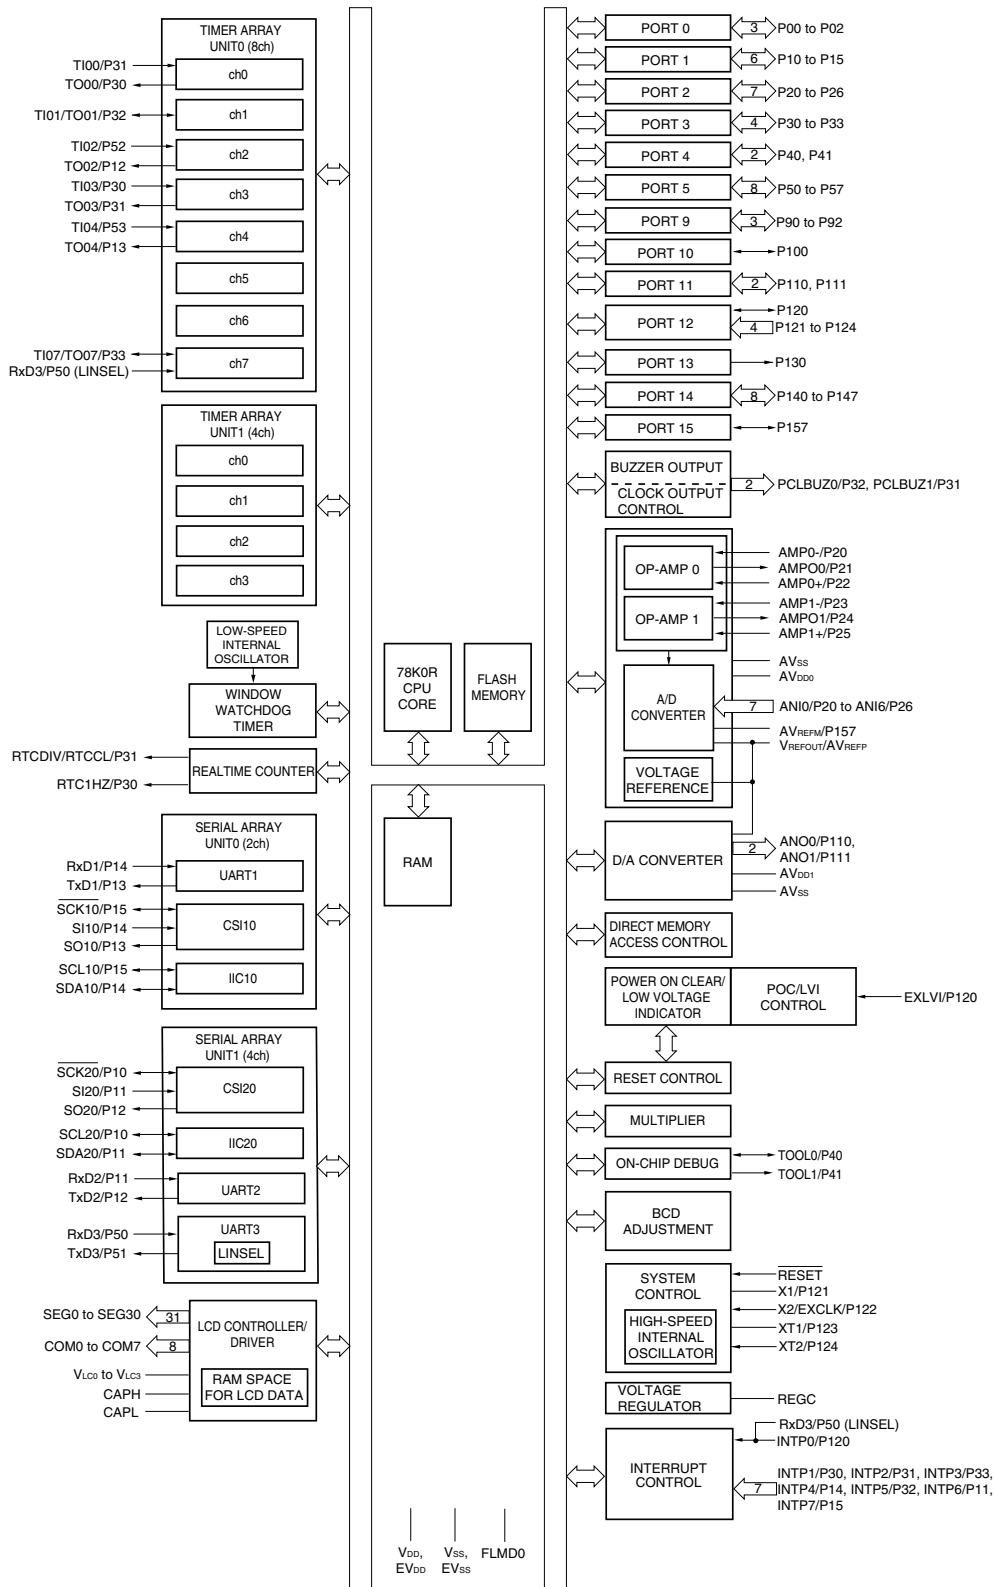 TIMER ARRAY
UNIT0 (8ch)
TI00/P31
TO00/P30
ch0
TI01/TO01/P32
ch1
TI02/P52
TO02/P12
ch2
TI03/P30
TO03/P31
ch3
TI04/P53
TO04/P13
ch4
ch5
ch6
TI07/TO07/P33
RxD3/P50 (LINSEL)
ch7
TIMER ARRAY
UNIT1 (4ch)
ch0
ch1
ch2
ch3
LOW-SPEED
INTERNAL
OSCILLATOR
WINDOW
WATCHDOG
TIMER
RTCDIV/RTCCL/P31
RTC1HZ/P30
REALTIME COUNTER
SERIAL ARRAY
UNIT0 (2ch)
RxD1/P14
TxD1/P13
UART1
SCK10/P15
SI10/P14
SO10/P13
CSI10
SCL10/P15
SDA10/P14
IIC10
SERIAL ARRAY
UNIT1 (4ch)
SCK20/P10
SI20/P11
SO20/P12
CSI20
SCL20/P10
SDA20/P11
IIC20
RxD2/P11
TxD2/P12
UART2
RxD3/P50
TxD3/P51
UART3
LINSEL
SEG0 to SEG30
31
COM0 to COM7
8
VLC0 to VLC3
CAPH
CAPL
LCD CONTROLLER/
DRIVER
RAM SPACE
FOR LCD DATA
78K0R
CPU
CORE
FLASH
MEMORY
RAM
VDD,
EVDD
VSS,
EVSS
FLMD0
PORT 0
3
P00 to P02
PORT 1
6
P10 to P15
PORT 2
7
P20 to P26
PORT 3
4
P30 to P33
PORT 4
2
P40, P41
PORT 5
8
P50 to P57
PORT 9
3
P90 to P92
PORT 10
P100
PORT 11
2
P110, P111
PORT 12
P120
4
P121 to P124
PORT 13
P130
PORT 14
8
P140 to P147
PORT 15
P157
BUZZER OUTPUT
CLOCK OUTPUT
CONTROL
2
PCLBUZ0/P32, PCLBUZ1/P31
OP-AMP 0
AMP0-/P20
AMPO0/P21
AMP0+/P22
OP-AMP 1
AMP1-/P23
AMPO1/P24
AMP1+/P25
AVSS
AVDD0
A/D
CONVERTER
7
ANI0/P20 to ANI6/P26
AVREFM/P157
VREFOUT/AVREFP
VOLTAGE
REFERENCE
D/A CONVERTER
2
ANO0/P110,
ANO1/P111
AVDD1
AVSS
DIRECT MEMORY
ACCESS CONTROL
POWER ON CLEAR/
LOW VOLTAGE
INDICATOR
POC/LVI
CONTROL
EXLVI/P120
RESET CONTROL
MULTIPLIER
ON-CHIP DEBUG
TOOL0/P40
TOOL1/P41
BCD
ADJUSTMENT
SYSTEM
CONTROL
HIGH-SPEED
INTERNAL
OSCILLATOR
RESET
X1/P121
X2/EXCLK/P122
XT1/P123
XT2/P124
VOLTAGE
REGULATOR
REGC
INTERRUPT
CONTROL
RxD3/P50 (LINSEL)
INTP0/P120
7
INTP1/P30, INTP2/P31, INTP3/P33,
INTP4/P14, INTP5/P32, INTP6/P11,
INTP7/P15